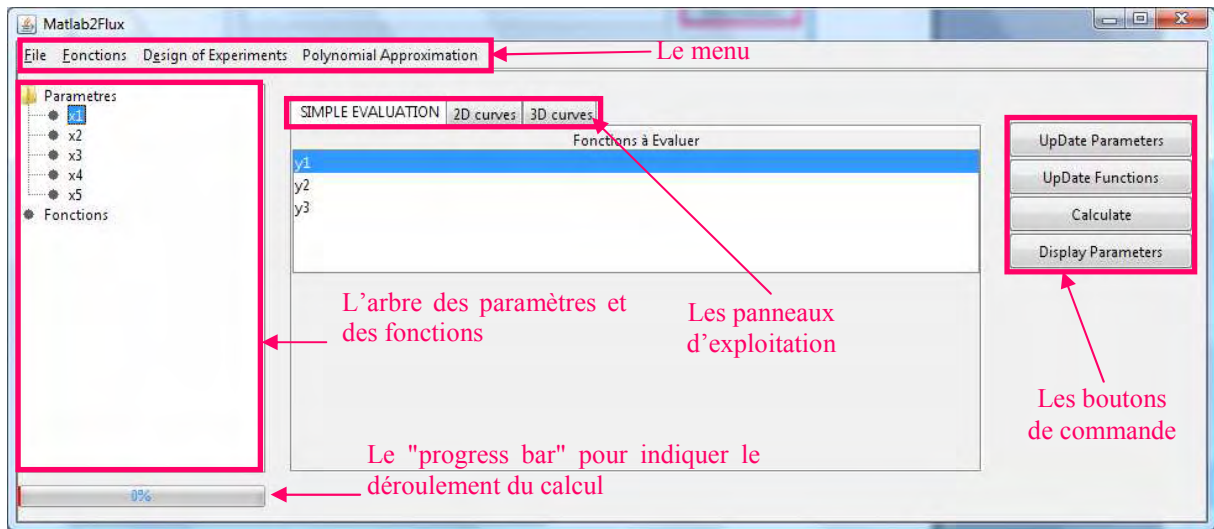 Matlab2Flux
File Fonctions Design of Experiments Polynomial Approximation
Le menu
Parametres
x1
x2
x3
x4
x5
Fonctions
SIMPLE EVALUATION 2D curves 3D curves
Fonctions à Evaluer
y1
y2
y3
UpDate Parameters
UpDate Functions
Calculate
Display Parameters
L'arbre des paramètres et
des fonctions
Les panneaux
d'exploitation
Les boutons
de commande
Le "progress bar" pour indiquer le
déroulement du calcul
0%